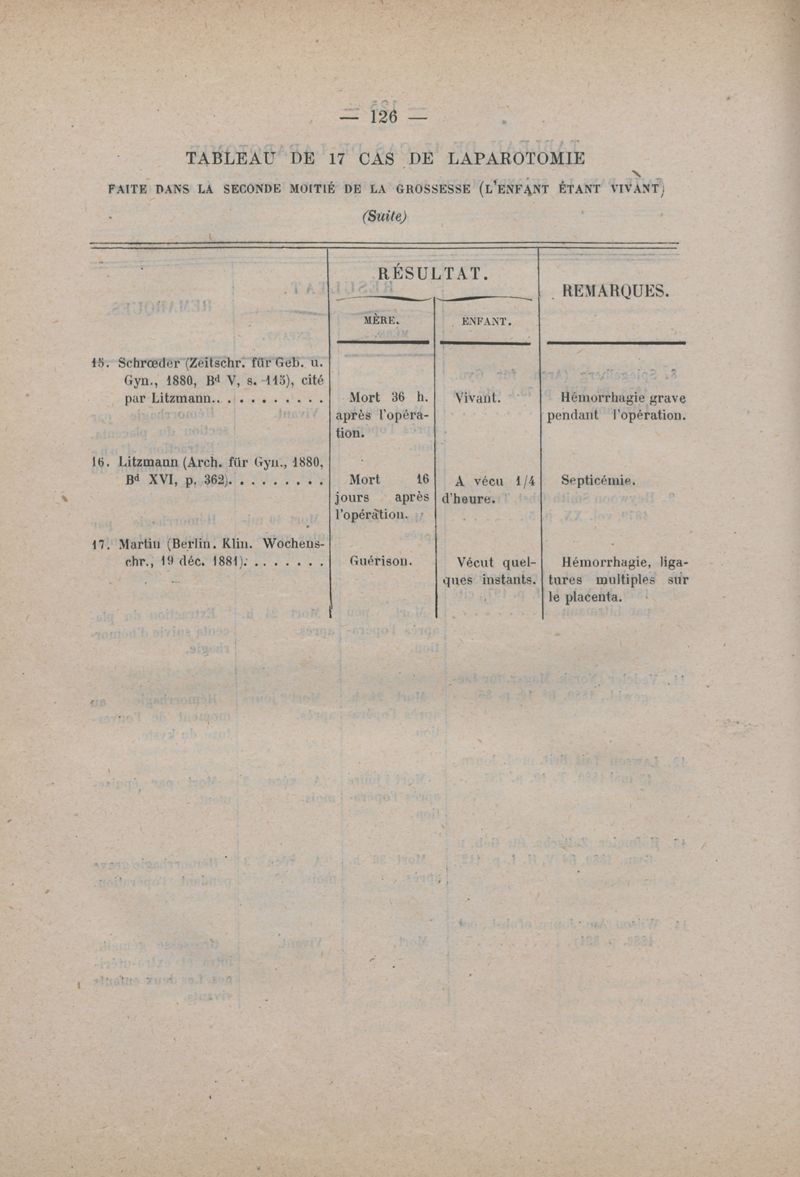 — 126 —
TABLEAU DE 17 CAS DE LAPAROTOMIE
FAITE DANS LA SECONDE MOITIÉ DE LA GROSSESSE (L'ENFANT ÉTANT VIVANT)
(Suite)
RÉSULTAT.
REMARQUES.
MÈRE.
ENFANT.
15. Schrœder (Zeitschr. für Geb. u.
Gyn., 1880, Bd V, s. 115), cité
par Litzmann. . . . . . . . . . .
Mort 36 h.
après l'opéra-
tion.
Vivant.
Hémorrhagie grave
pendant l'opération.
16. Litzmann (Arch. für Gyn., 1880,
Bd XVI, p. 362). . . . . . . . .
Mort 16
jours après
l'opération.
A vécu 1/4
d'heure.
Septicémie.
17. Martin (Berlin. Klin. Wochens-
chr., 19 déc. 1881). . . . . . . .
Guérison.
Vécut quel-
ques instants.
Hémorrhagie, liga-
tures multiples sur
le placenta.